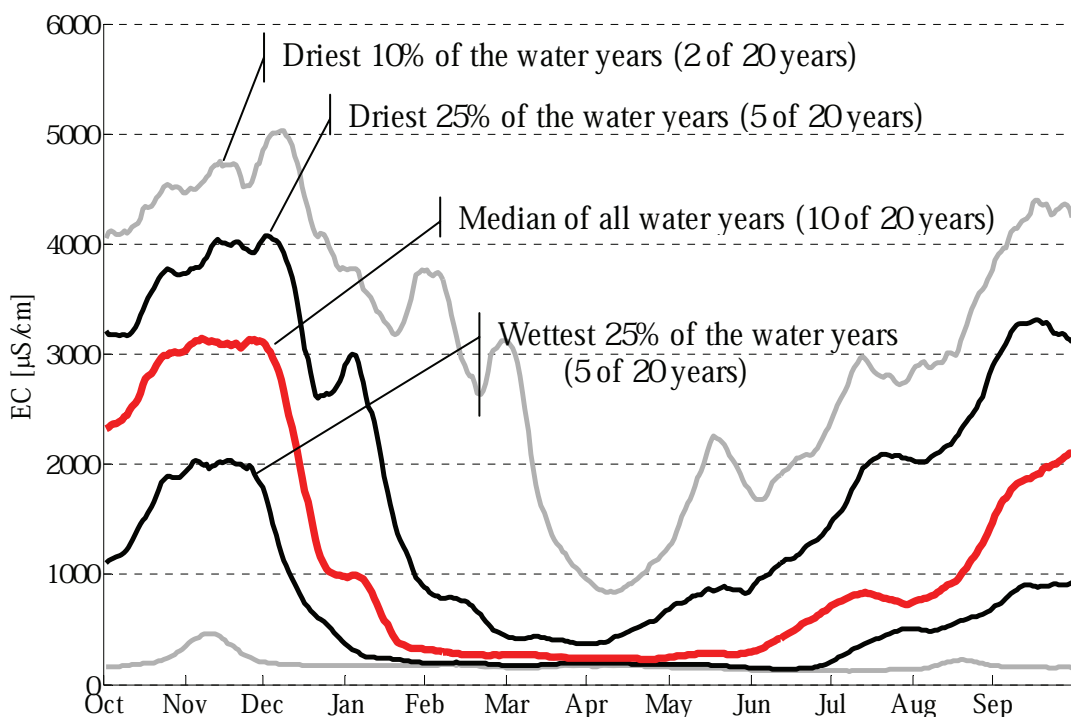 6000
Driest 10% of the water years (2 of 20 years)
5000
Driest 25% of the water years (5 of 20 years)
4000
Median of all water years (10 of 20 years)
3000
Wettest 25% of the water years
(5 of 20 years)
2000
1000
0
EC [µS/cm]
Oct Nov Dec Jan Feb Mar Apr May Jun Jul Aug Sep